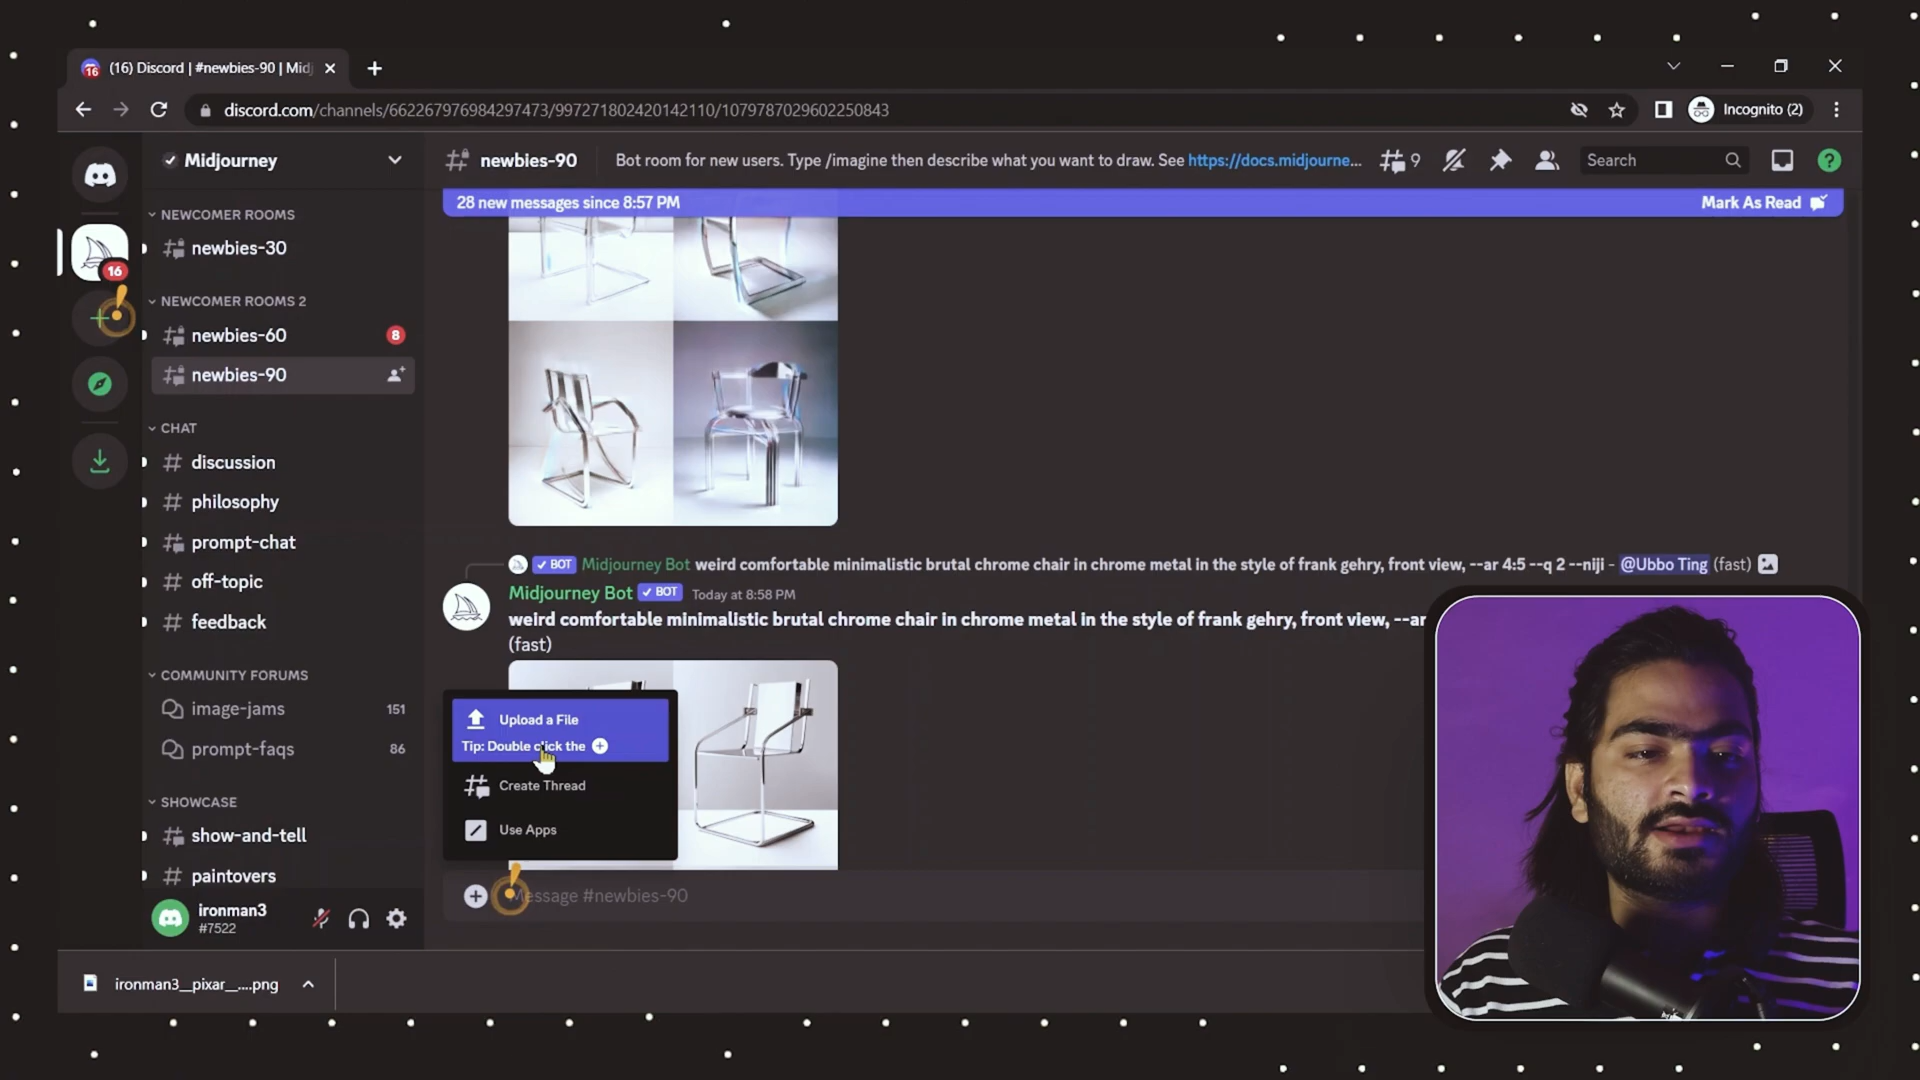 (16) Discord | #newbies-90 | Midj
discord.com/channels/662267976984297473/997271802420142110/1079787029602250843
Incognito (2)
Midjourney
newbies-90
Bot room for new users. Type /imagine then describe what you want to draw. See https://docs.midjourne...
9
Search
28 new messages since 8:57 PM
Mark As Read
16
NEWCOMER ROOMS
newbies-30
NEWCOMER ROOMS 2
newbies-60
8
newbies-90
CHAT
discussion
philosophy
prompt-chat
off-topic
feedback
COMMUNITY FORUMS
image-jams 151
prompt-faqs 86
SHOWCASE
show-and-tell
paintovers
ironman3
#7522
BOT Midjourney Bot weird comfortable minimalistic brutal chrome chair in chrome metal in the style of frank gehry, front view, --ar 4:5 --q 2 --niji - @Ubbo Ting (fast)
Midjourney Bot BOT Today at 8:58 PM
weird comfortable minimalistic brutal chrome chair in chrome metal in the style of frank gehry, front view, --ar
(fast)
Upload a File
Tip: Double click the
Create Thread
Use Apps
Message #newbies-90
ironman3__pixar__....png